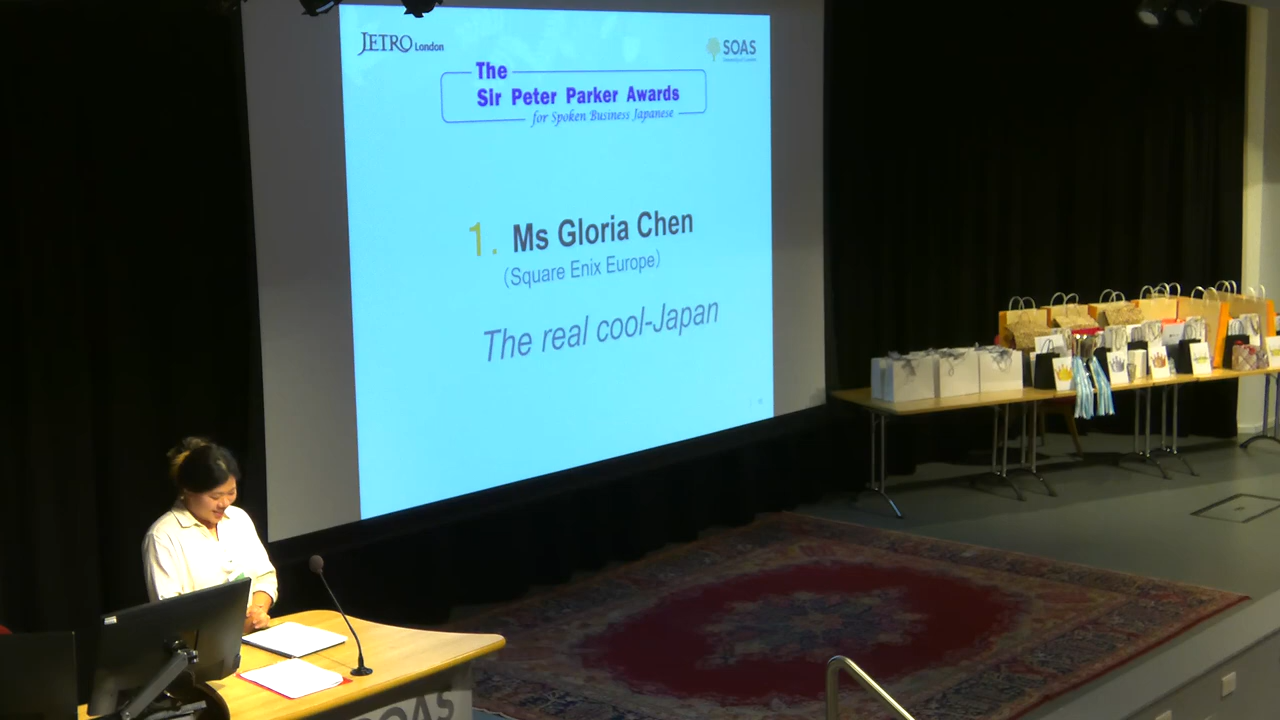 JETRO London
SOAS
The
Sir Peter Parker Awards
for Spoken Business Japanese
1. Ms Gloria Chen
(Square Enix Europe)
The real cool-Japan
SOAS